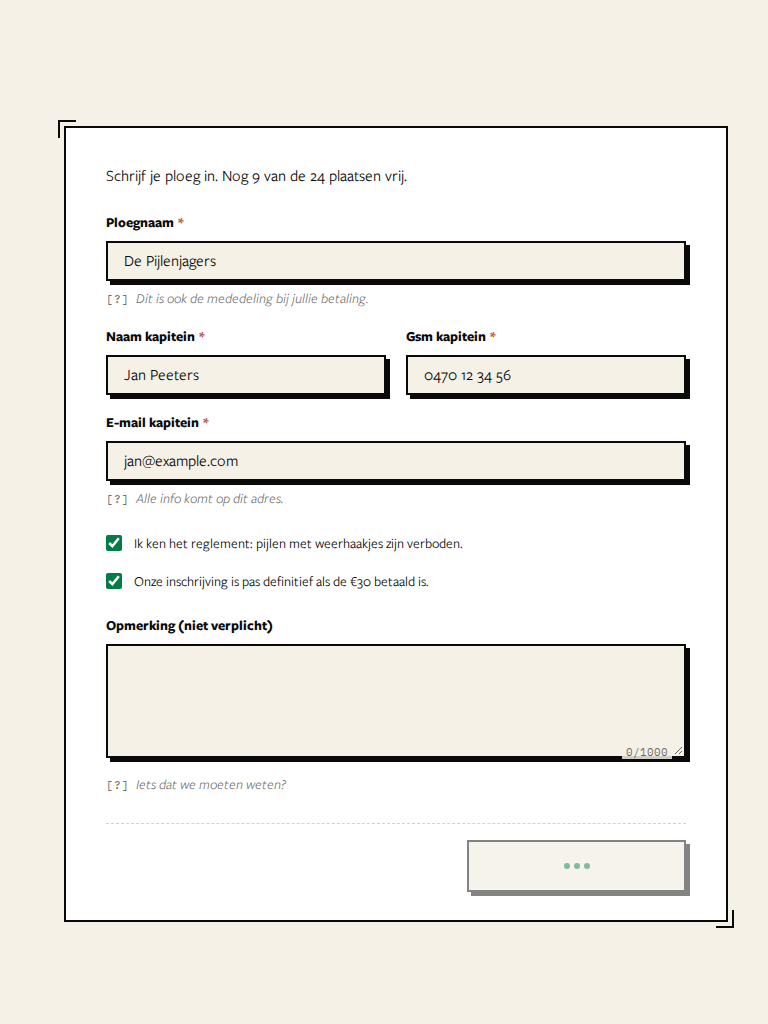 Schrijf je ploeg in. Nog 9 van de 24 plaatsen vrij.
Ploegnaam *
De Pijlenjagers
[?] Dit is ook de mededeling bij jullie betaling.
Naam kapitein *
Gsm kapitein *
Jan Peeters
0470 12 34 56
E-mail kapitein *
jan@example.com
[?] Alle info komt op dit adres.
Ik ken het reglement: pijlen met weerhaakjes zijn verboden.
Onze inschrijving is pas definitief als de €30 betaald is.
Opmerking (niet verplicht)
0/1000
[?] Iets dat we moeten weten?